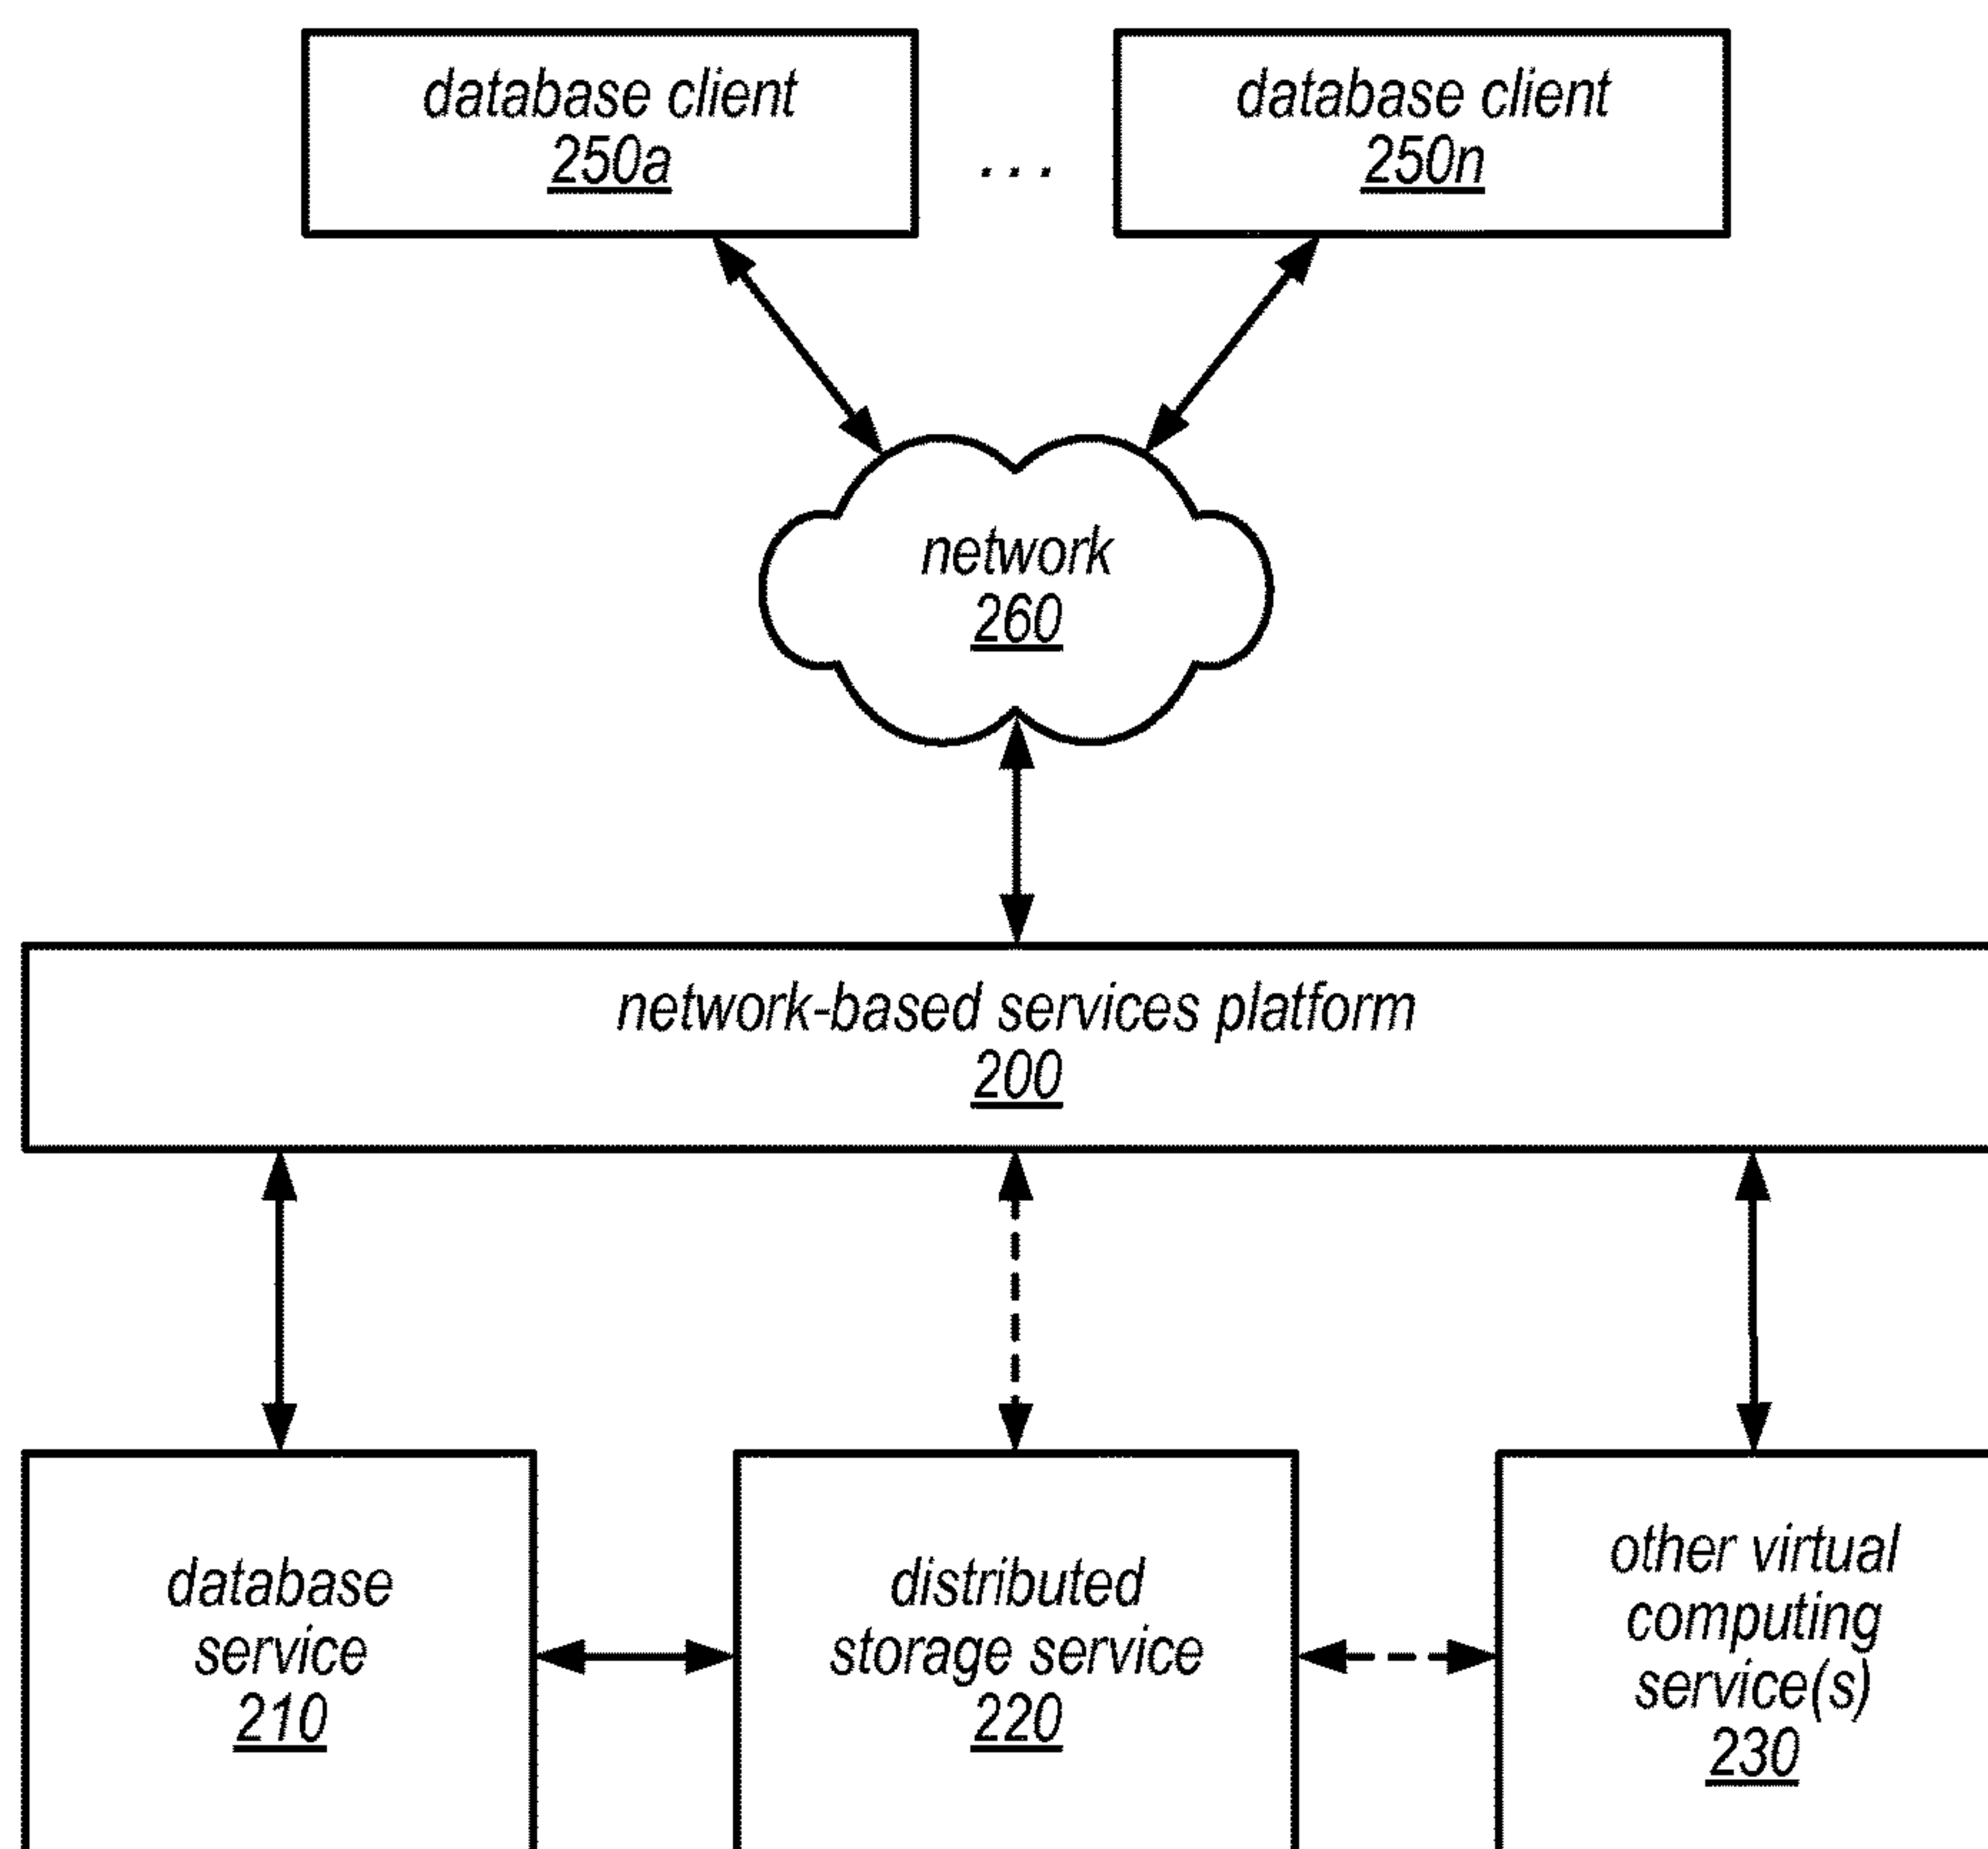 database client
250a
...
database client
250n
network
260
network-based services platform
200
database
service
210
distributed
storage service
220
other virtual
computing
service(s)
230